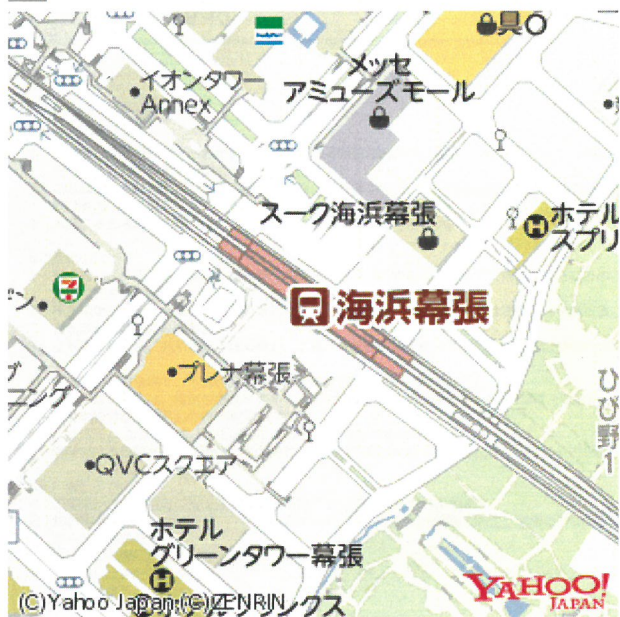 イオンタワー
Annex
メッセ
アミューズモール
スーク海浜幕張
ホテル
スプリ
海浜幕張
デン
プレナ幕張
ニング
QVCスクエア
ひび野1
ホテル
グリーンタワー幕張
(C)Yahoo Japan,(C)ZENRIN
YAHOO!
JAPAN